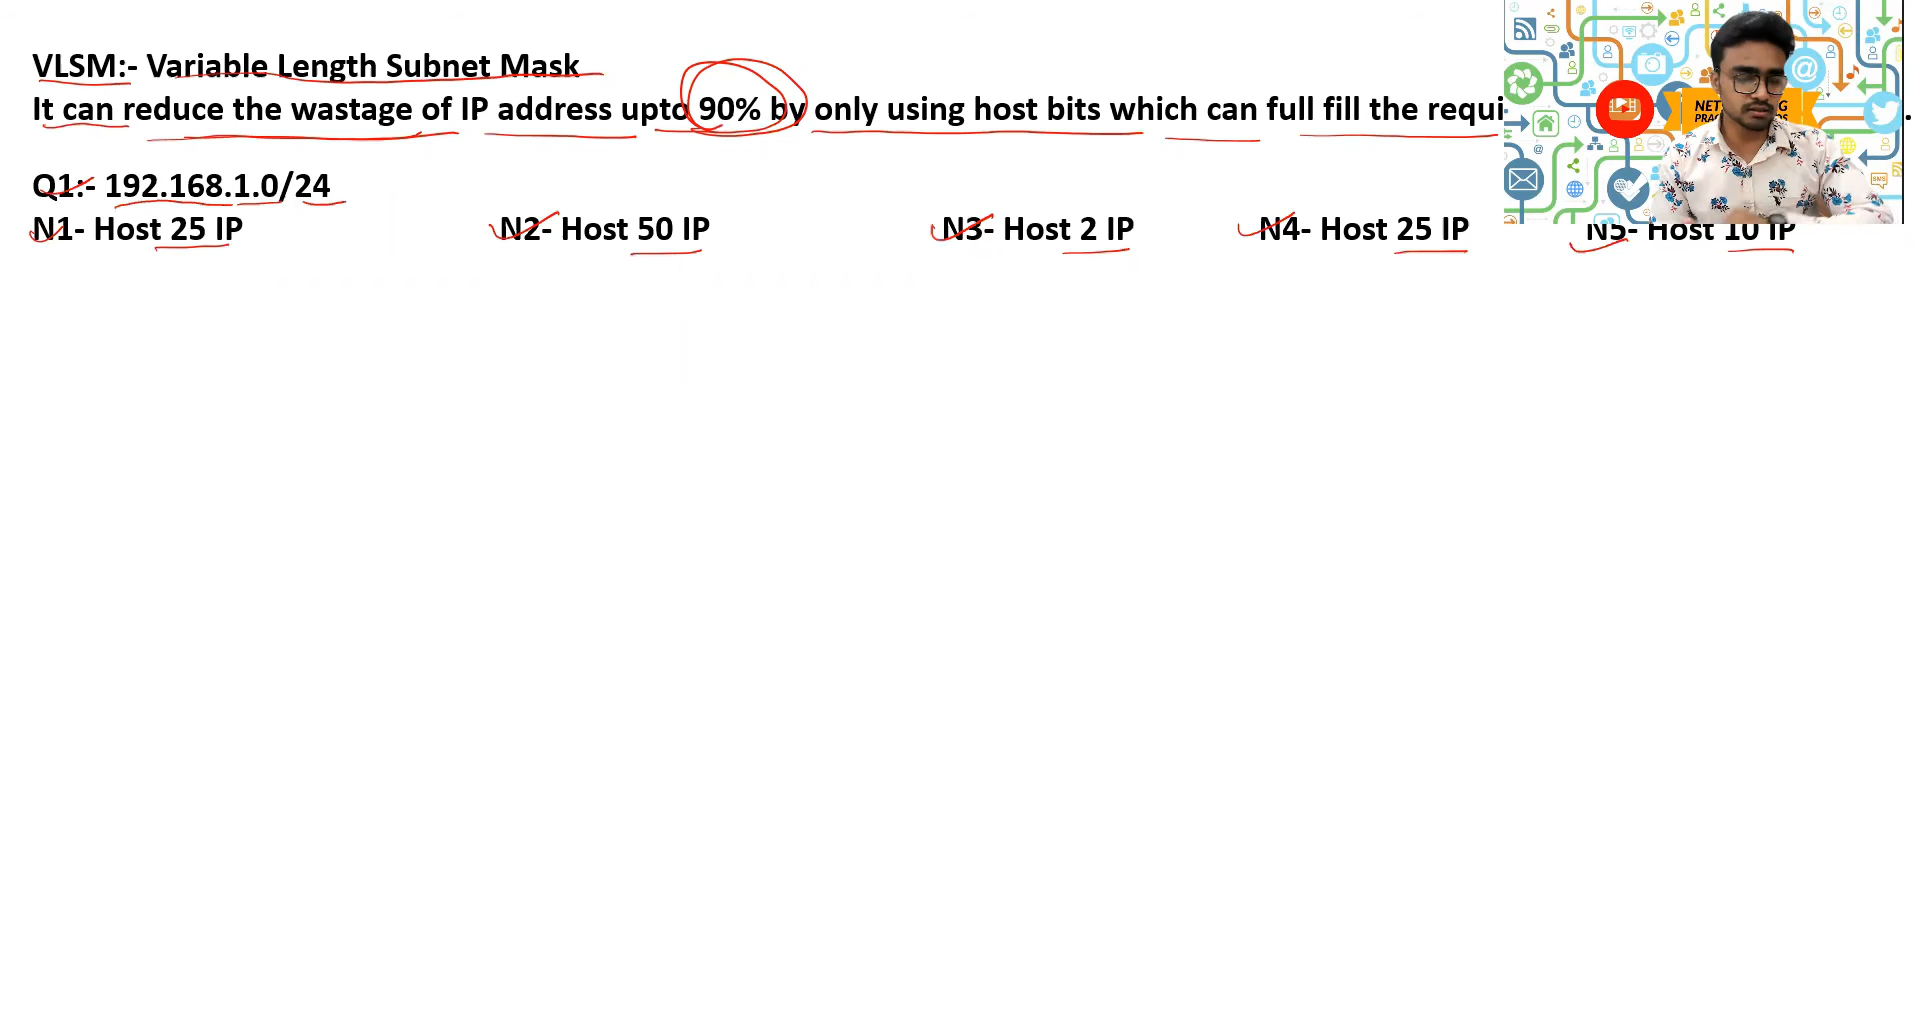 VLSM:- Variable Length Subnet Mask
It can reduce the wastage of IP address upto 90% by only using host bits which can full fill the requi
Q1:- 192.168.1.0/24
N1- Host 25 IP N2- Host 50 IP N3- Host 2 IP N4- Host 25 IP N5- Host 10 IP